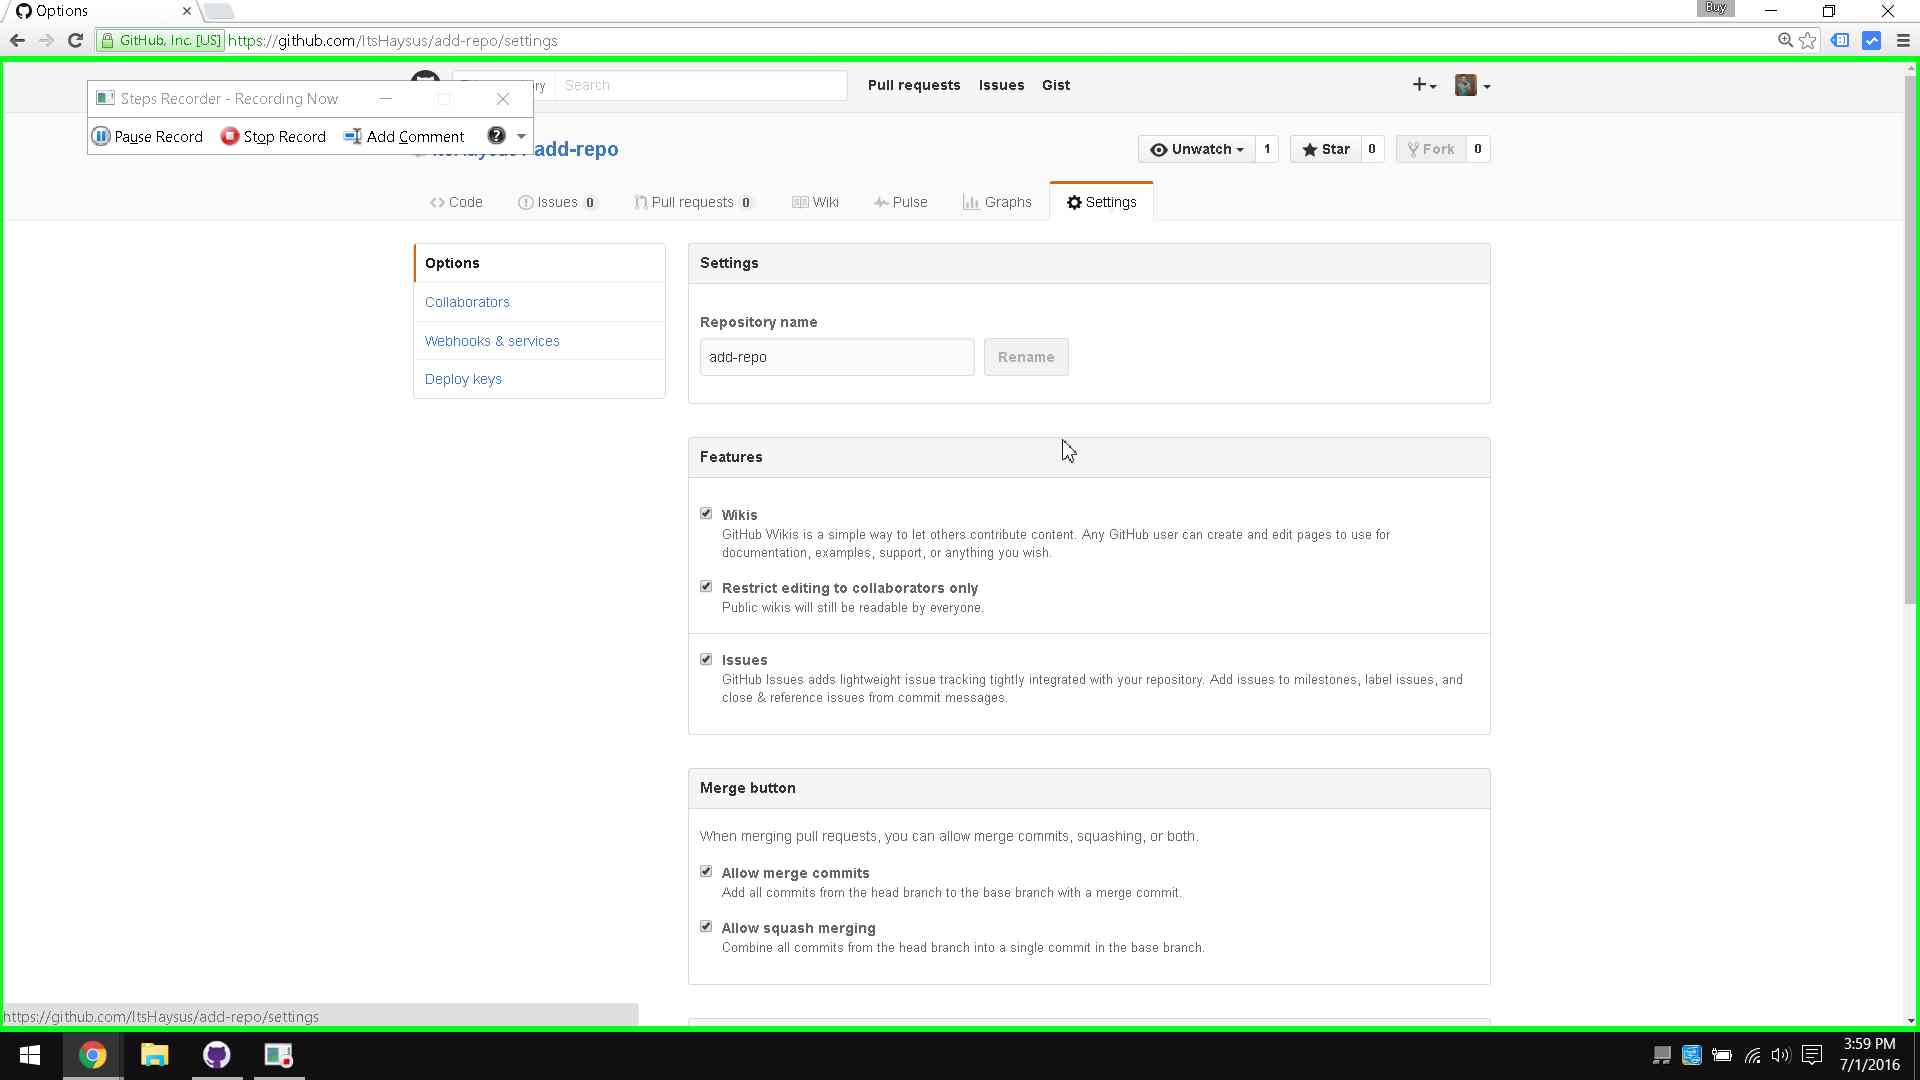 Options
Buy
GitHub, Inc. [US]
https://github.com/ItsHaysus/add-repo/settings
Steps Recorder - Recording Now
Search
Pull requests
Issues
Gist
Pause Record
Stop Record
Add Comment
add-repo
Unwatch
1
Star
0
Fork
0
Code
Issues 0
Pull requests 0
Wiki
Pulse
Graphs
Settings
Options
Collaborators
Webhooks & services
Deploy keys
Settings
Repository name
add-repo
Rename
Features
Wikis
GitHub Wikis is a simple way to let others contribute content. Any GitHub user can create and edit pages to use for
documentation, examples, support, or anything you wish.
Restrict editing to collaborators only
Public wikis will still be readable by everyone.
Issues
GitHub Issues adds lightweight issue tracking tightly integrated with your repository. Add issues to milestones, label issues, and
close & reference issues from commit messages.
Merge button
When merging pull requests, you can allow merge commits, squashing, or both.
Allow merge commits
Add all commits from the head branch to the base branch with a merge commit.
Allow squash merging
Combine all commits from the head branch into a single commit in the base branch.
https://github.com/ItsHaysus/add-repo/settings
3:59 PM
7/1/2016